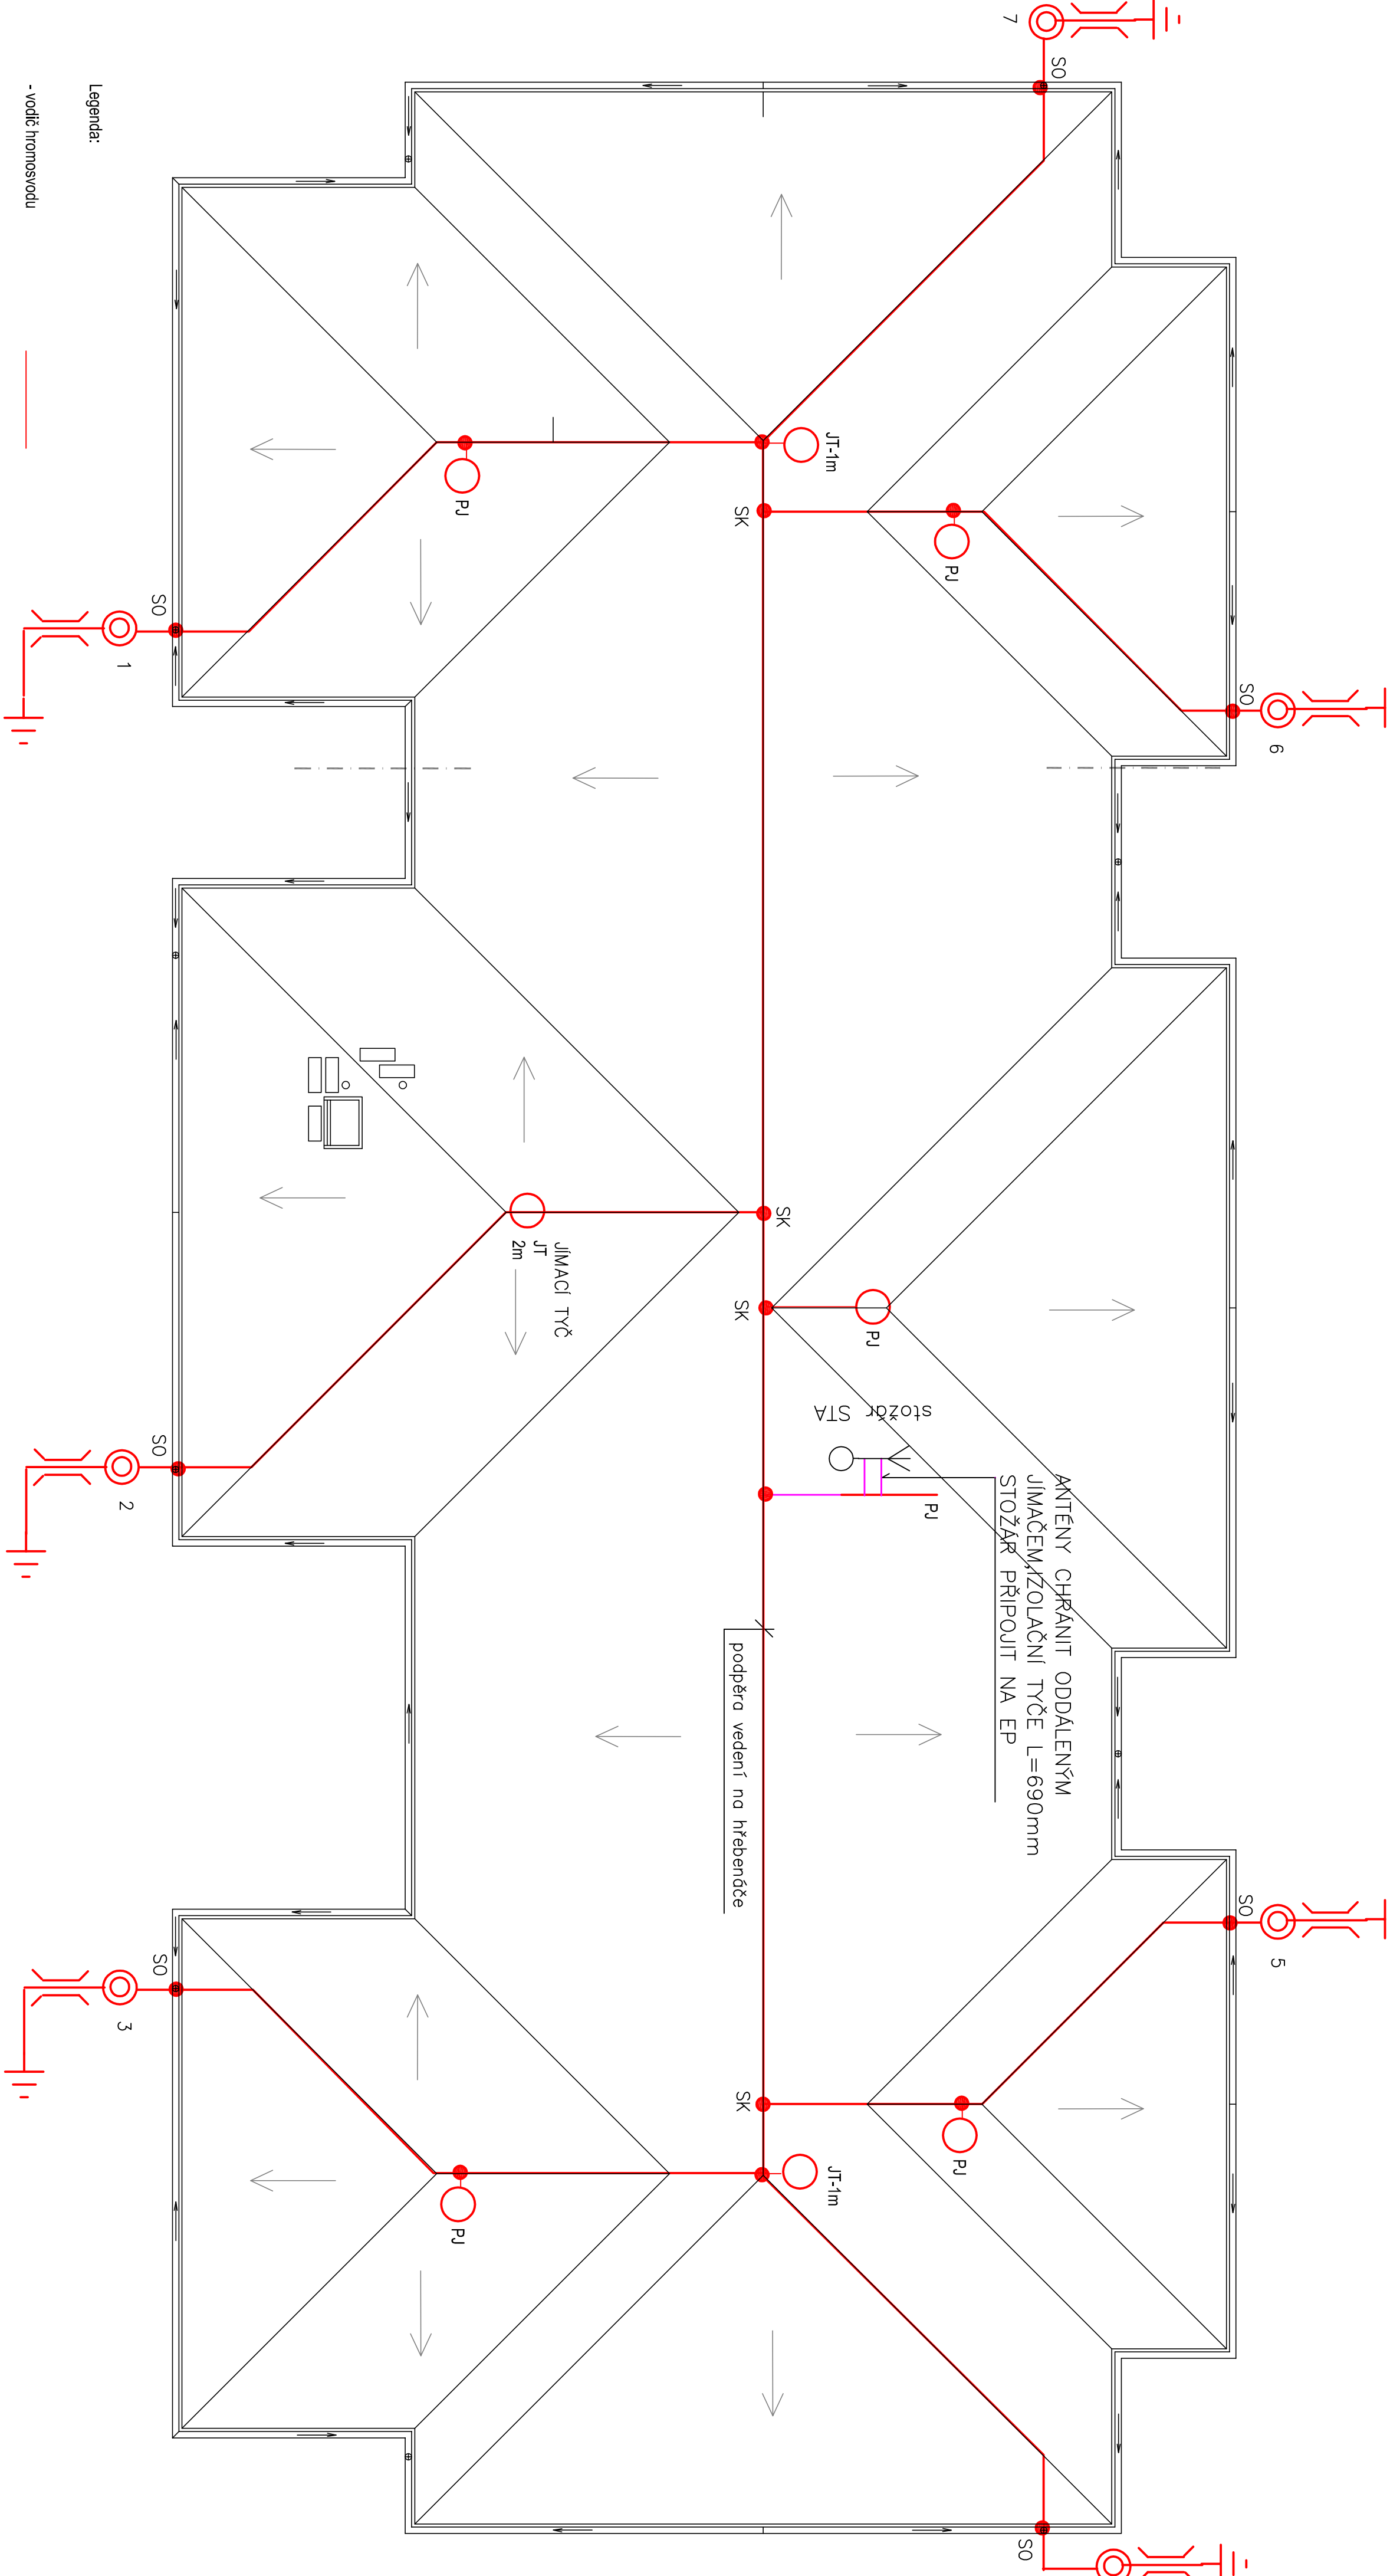 7
SO
JT-1m
SK
PJ
PJ
SO
1
SO
6
SK
JÍMACÍ TYČ
JT
2m
SK
PJ
stožár STA
PJ
ANTÉNY CHRÁNIT ODDÁLENÝM
JÍMAČEM,IZOLAČNÍ TYČE L=690mm
STOŽÁR PŘIPOJIT NA EP
podpěra vedení na hřebenáče
SO
2
SO
5
SO
3
SK
PJ
JT-1m
PJ
SO
Legenda:
- vodič hromosvodu